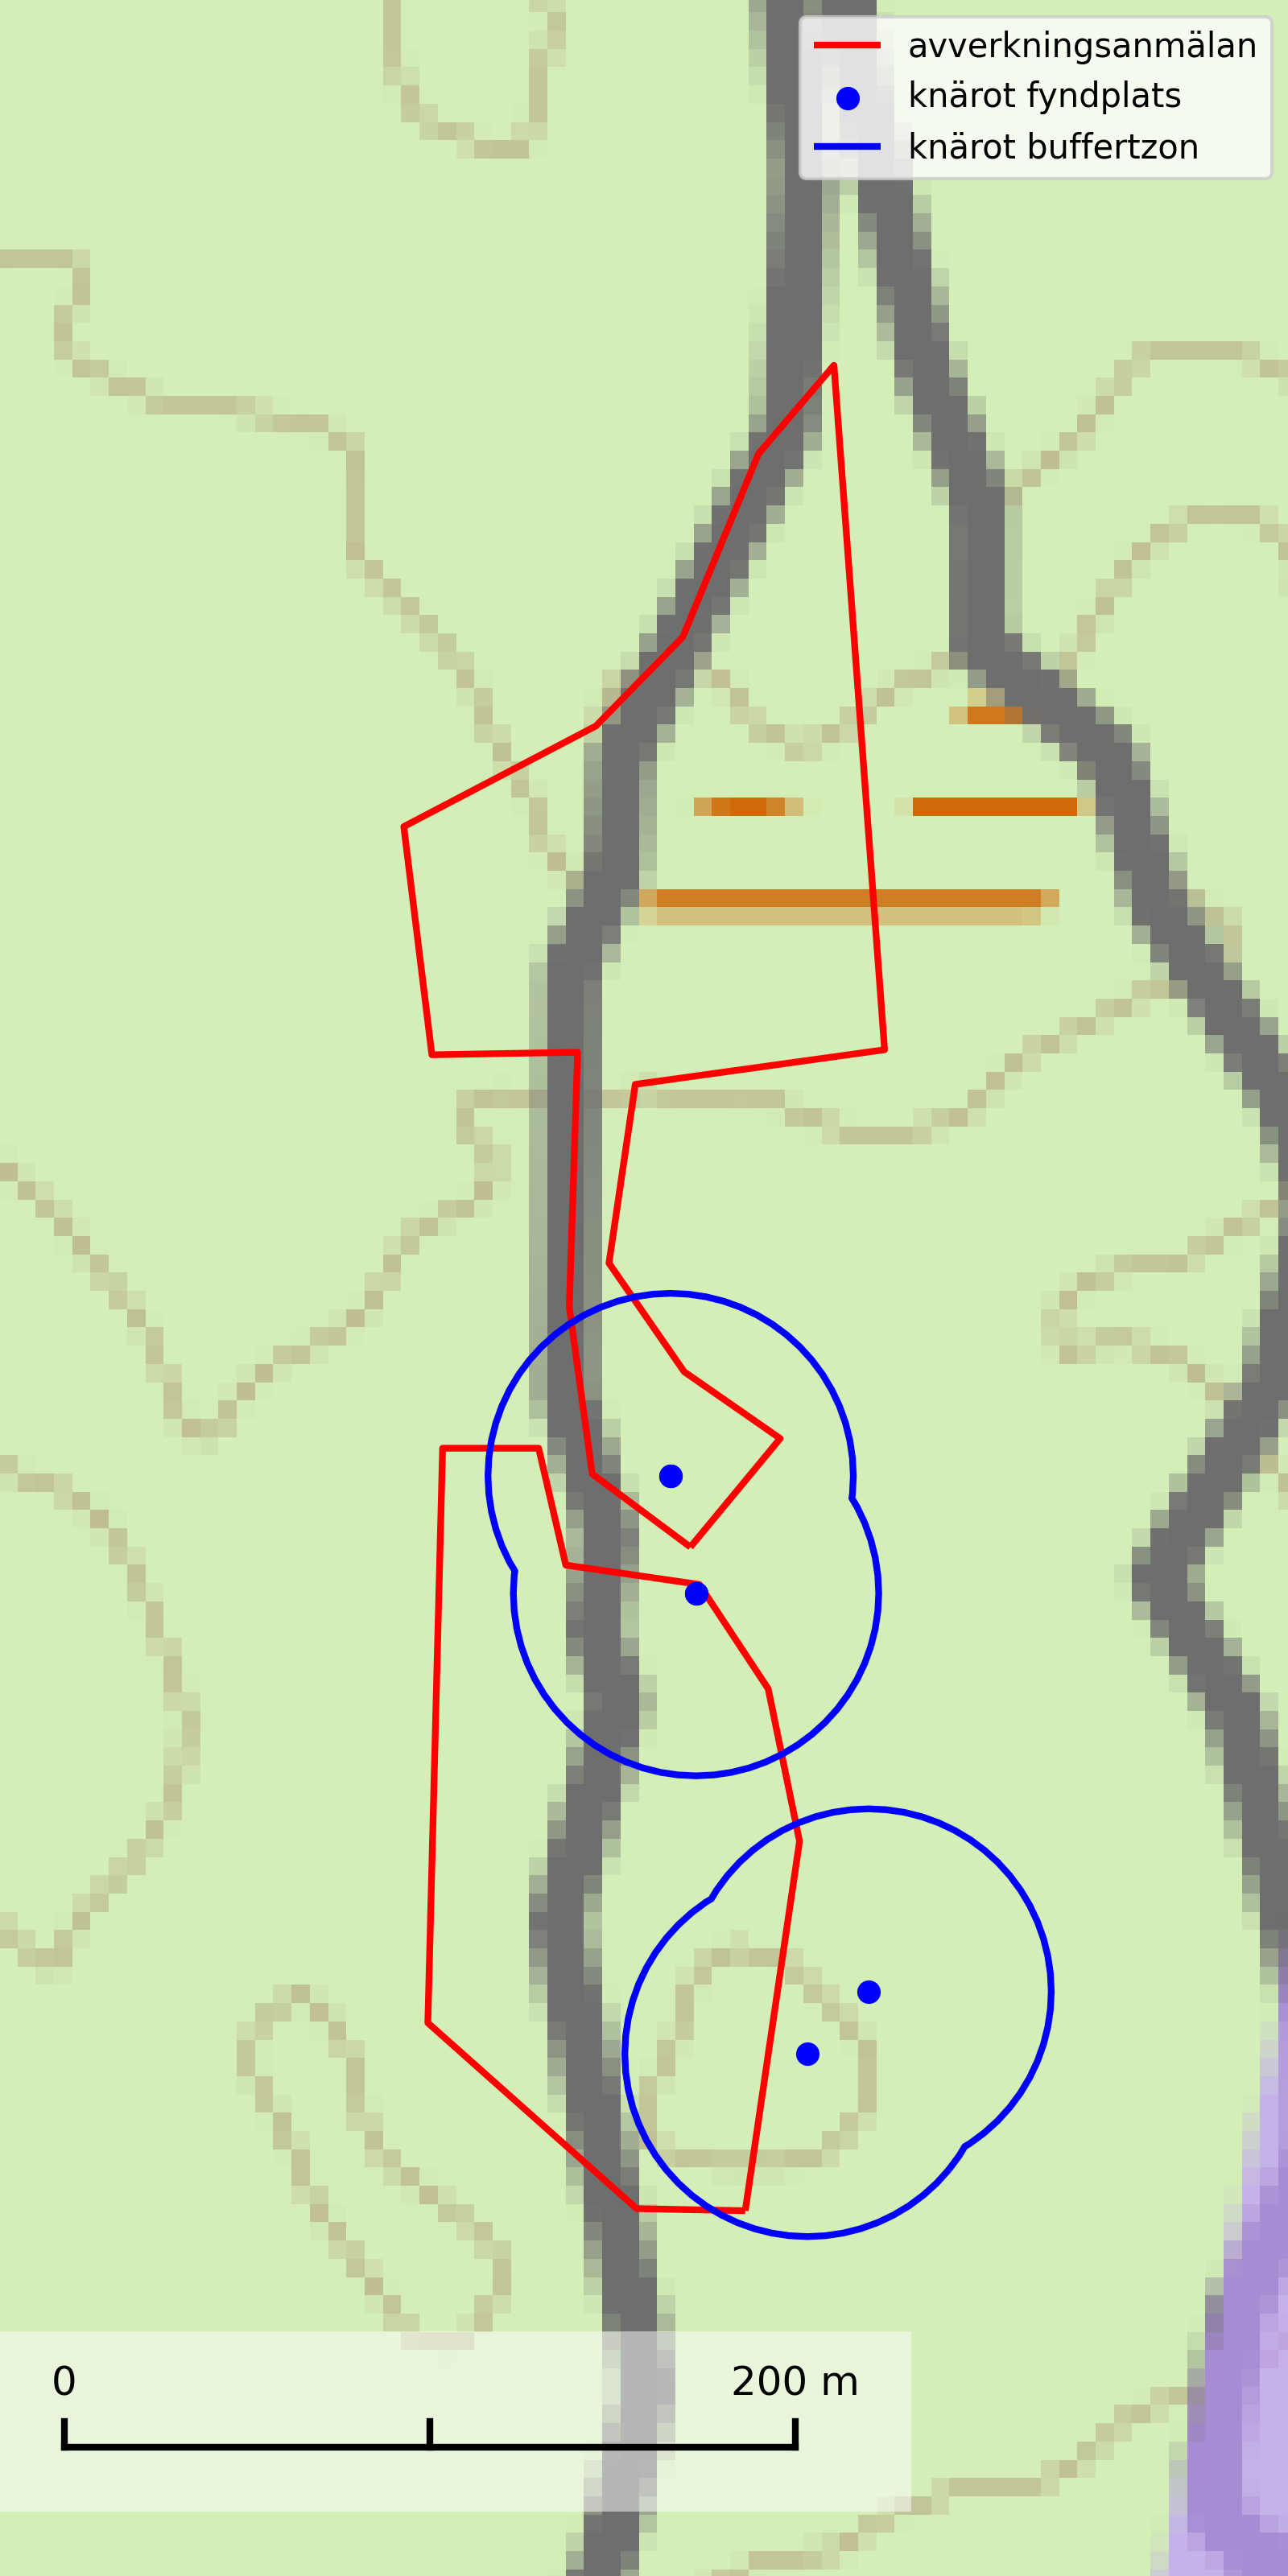 avverkningsanmälan
knärot fyndplats
knärot buffertzon
0 200 m